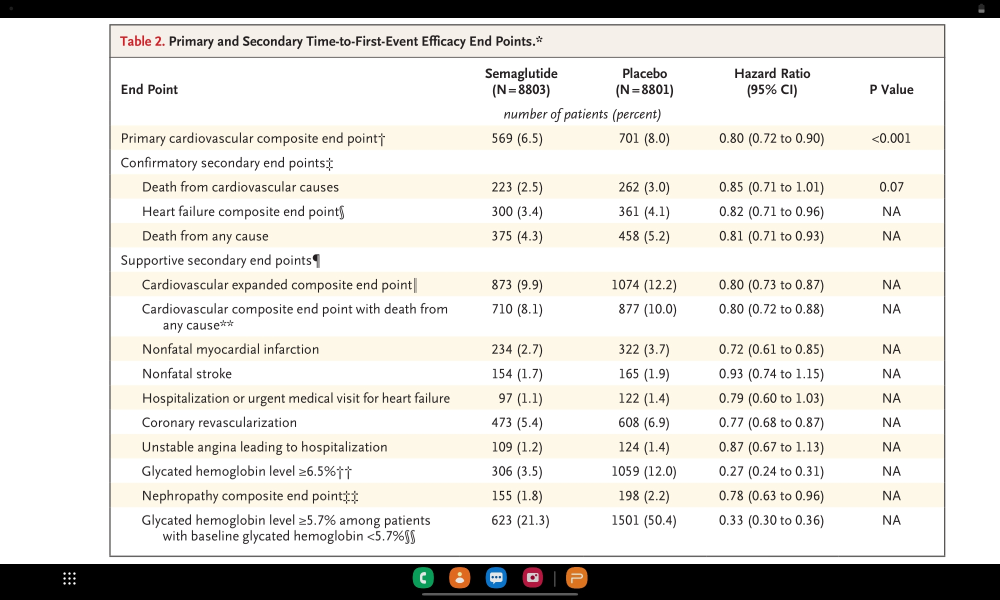 Table 2. Primary and Secondary Time-to-First-Event Efficacy End Points.*
End Point Semaglutide (N=8803) Placebo (N=8801) Hazard Ratio (95% CI) P Value
number of patients (percent)
Primary cardiovascular composite end point† 569 (6.5) 701 (8.0) 0.80 (0.72 to 0.90) <0.001
Confirmatory secondary end points‡
Death from cardiovascular causes 223 (2.5) 262 (3.0) 0.85 (0.71 to 1.01) 0.07
Heart failure composite end point§ 300 (3.4) 361 (4.1) 0.82 (0.71 to 0.96) NA
Death from any cause 375 (4.3) 458 (5.2) 0.81 (0.71 to 0.93) NA
Supportive secondary end points¶
Cardiovascular expanded composite end point‖ 873 (9.9) 1074 (12.2) 0.80 (0.73 to 0.87) NA
Cardiovascular composite end point with death from 710 (8.1) 877 (10.0) 0.80 (0.72 to 0.88) NA
any cause**
Nonfatal myocardial infarction 234 (2.7) 322 (3.7) 0.72 (0.61 to 0.85) NA
Nonfatal stroke 154 (1.7) 165 (1.9) 0.93 (0.74 to 1.15) NA
Hospitalization or urgent medical visit for heart failure 97 (1.1) 122 (1.4) 0.79 (0.60 to 1.03) NA
Coronary revascularization 473 (5.4) 608 (6.9) 0.77 (0.68 to 0.87) NA
Unstable angina leading to hospitalization 109 (1.2) 124 (1.4) 0.87 (0.67 to 1.13) NA
Glycated hemoglobin level ≥6.5%†† 306 (3.5) 1059 (12.0) 0.27 (0.24 to 0.31) NA
Nephropathy composite end point‡‡ 155 (1.8) 198 (2.2) 0.78 (0.63 to 0.96) NA
Glycated hemoglobin level ≥5.7% among patients 623 (21.3) 1501 (50.4) 0.33 (0.30 to 0.36) NA
with baseline glycated hemoglobin <5.7%§§